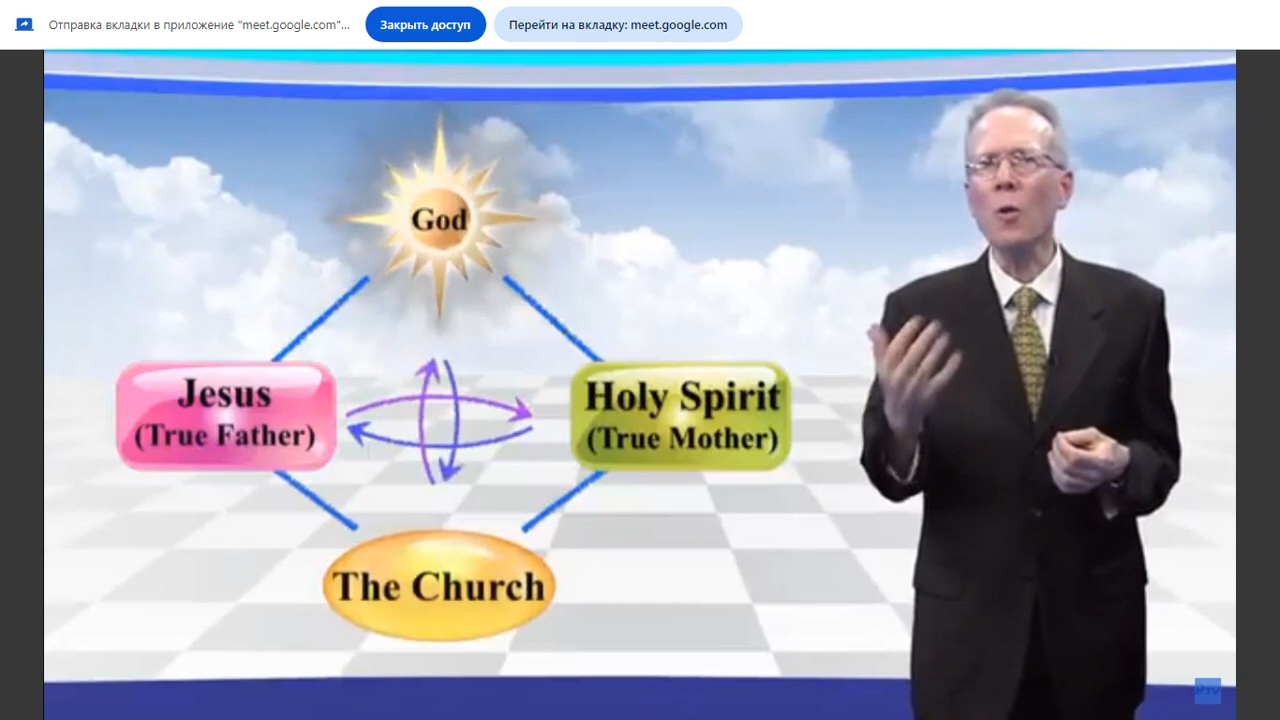 Отправка вкладки в приложение "meet.google.com"...
Закрыть доступ
Перейти на вкладку: meet.google.com
God
Jesus
(True Father)
Holy Spirit
(True Mother)
The Church